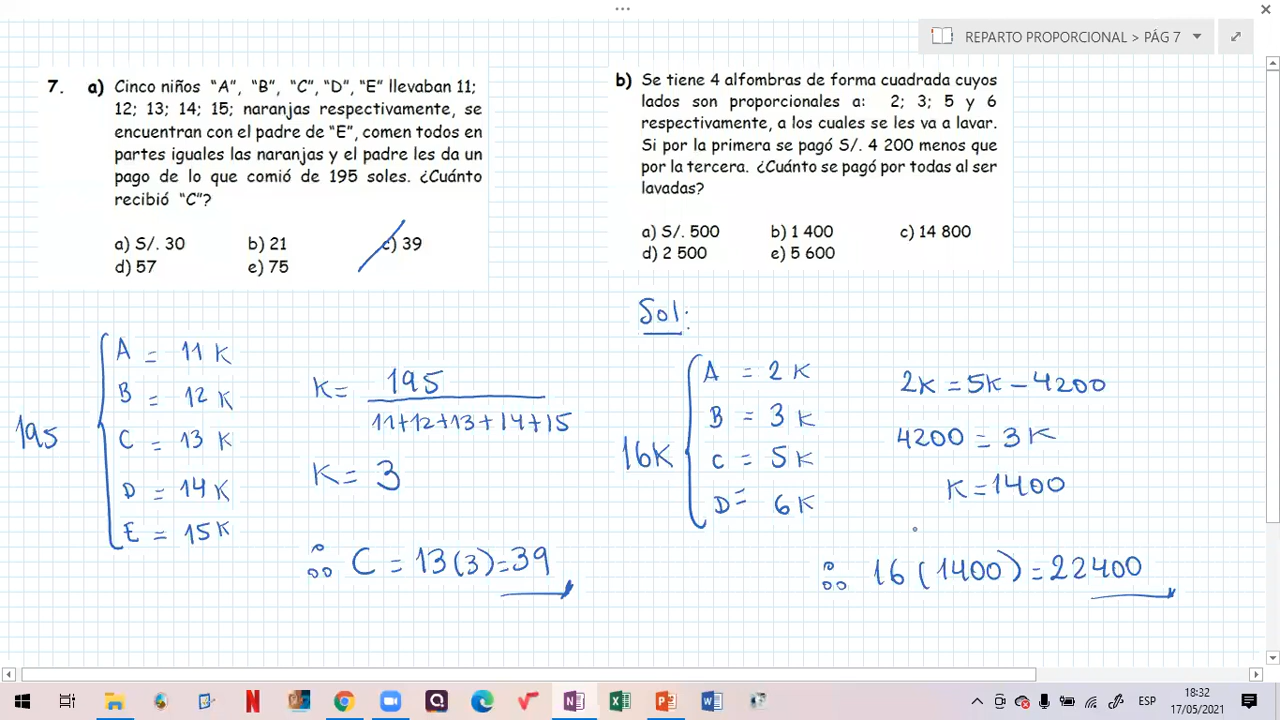 REPARTO PROPORCIONAL > PÁG 7
7. a) Cinco niños "A", "B", "C", "D", "E" llevaban 11;
12; 13; 14; 15; naranjas respectivamente, se
encuentran con el padre de "E", comen todos en
partes iguales las naranjas y el padre les da un
pago de lo que comió de 195 soles. ¿Cuánto
recibió "C"?
a) S/. 30 b) 21 c) 39
d) 57 e) 75
195
A = 11 K
B = 12 K
C = 13 K
D = 14 K
E = 15 K
K = 195
11+12+13+14+15
K = 3
∴ C = 13(3) = 39
b) Se tiene 4 alfombras de forma cuadrada cuyos
lados son proporcionales a: 2; 3; 5 y 6
respectivamente, a los cuales se les va a lavar.
Si por la primera se pagó S/. 4 200 menos que
por la tercera. ¿Cuánto se pagó por todas al ser
lavadas?
a) S/. 500 b) 1 400 c) 14 800
d) 2 500 e) 5 600
Sol:
16K
A = 2 K
B = 3 K
C = 5 K
D = 6 K
2K = 5K - 4200
4200 = 3K
K = 1400
∴ 16(1400) = 22400
ESP
18:32
17/05/2021